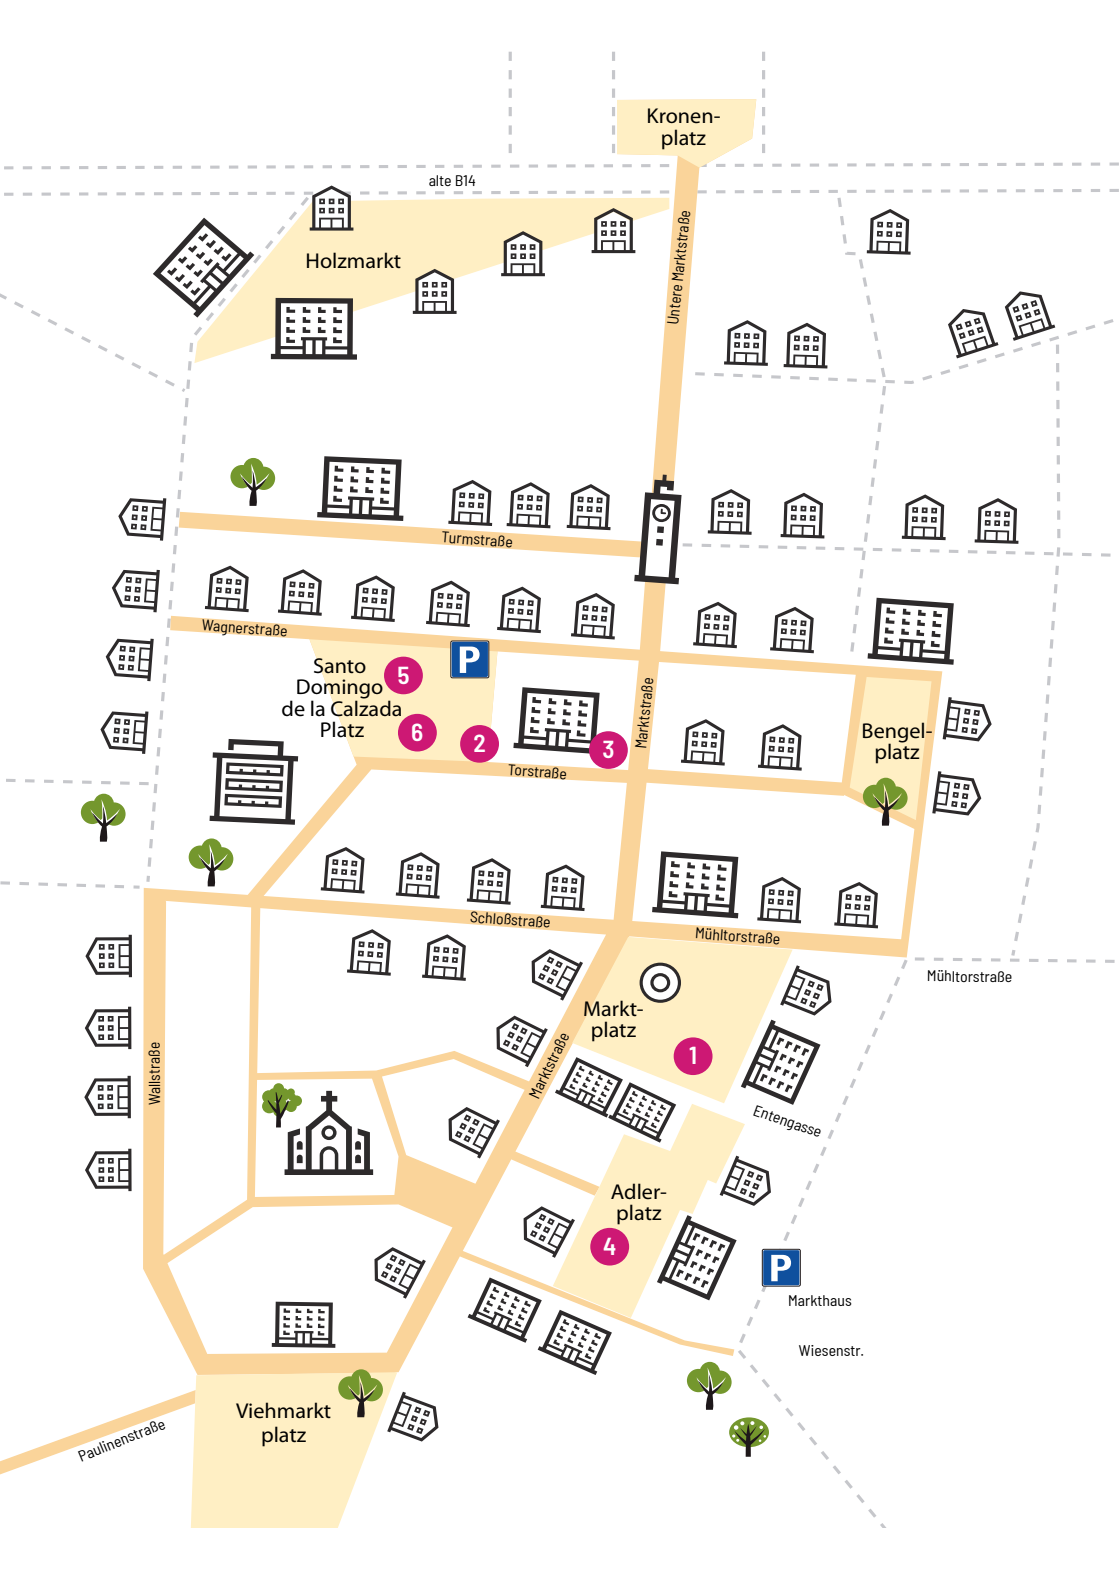 Kronen-
platz
alte B14
Untere Marktstraße
Holzmarkt
Turmstraße
Wagnerstraße
P
Santo
Domingo
de la Calzada
Platz
5
6
2
3
Marktstraße
Torstraße
Bengel-
platz
Schloßstraße
Mühltorstraße
Mühltorstraße
Markt-
platz
1
Marktstraße
Wallstraße
Entengasse
Adler-
platz
4
P
Markthaus
Wiesenstr.
Viehmarkt
platz
Paulinenstraße